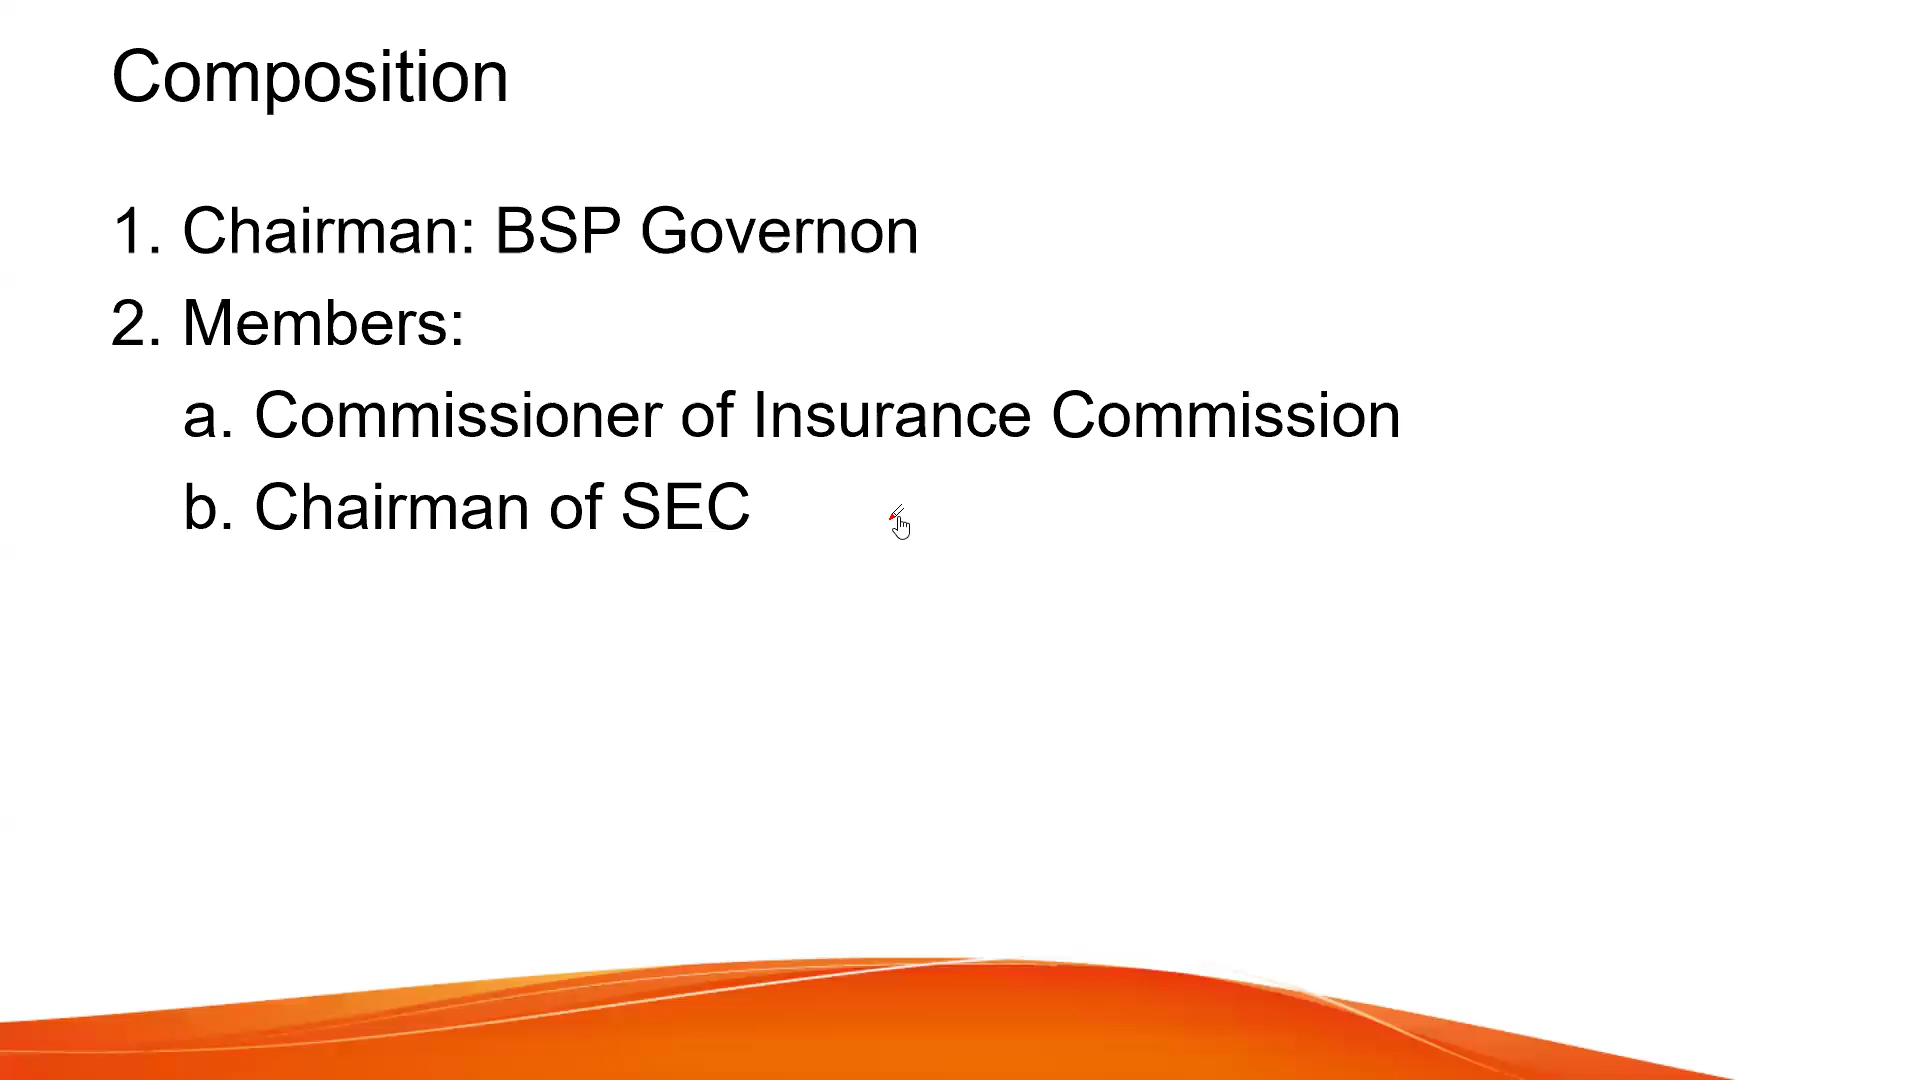 Composition
1. Chairman: BSP Governon
2. Members:
a. Commissioner of Insurance Commission
b. Chairman of SEC